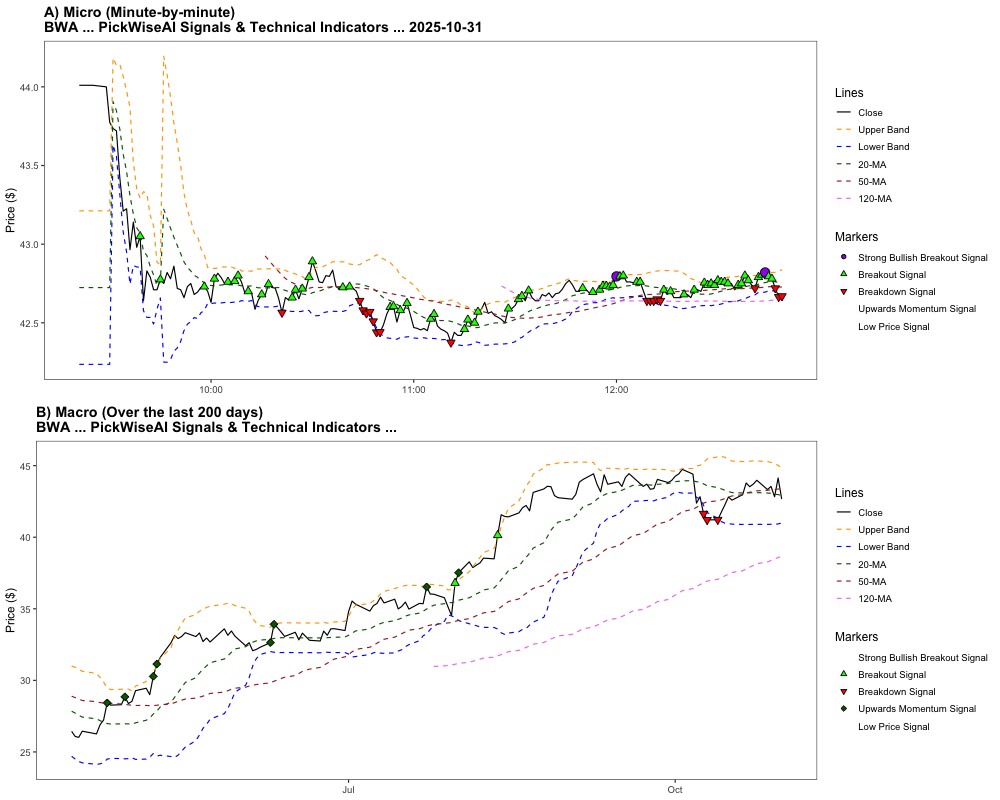 A) Micro (Minute-by-minute)
BWA ... PickWiseAI Signals & Technical Indicators ... 2025-10-31
Price ($)
44.0
43.5
43.0
42.5
10:00
11:00
12:00
Lines
Close
Upper Band
Lower Band
20-MA
50-MA
120-MA
Markers
Strong Bullish Breakout Signal
Breakout Signal
Breakdown Signal
Upwards Momentum Signal
Low Price Signal
B) Macro (Over the last 200 days)
BWA ... PickWiseAI Signals & Technical Indicators ...
Price ($)
45
40
35
30
25
Jul
Oct
Lines
Close
Upper Band
Lower Band
20-MA
50-MA
120-MA
Markers
Strong Bullish Breakout Signal
Breakout Signal
Breakdown Signal
Upwards Momentum Signal
Low Price Signal